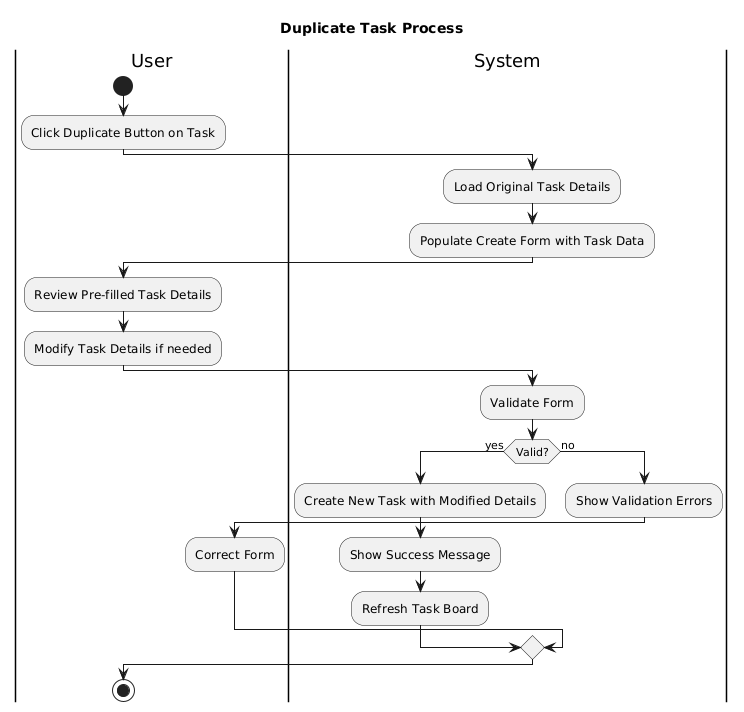 Duplicate Task Process
User
System
Click Duplicate Button on Task
Load Original Task Details
Populate Create Form with Task Data
Review Pre-filled Task Details
Modify Task Details if needed
Validate Form
yes
Valid?
no
Create New Task with Modified Details
Show Validation Errors
Correct Form
Show Success Message
Refresh Task Board